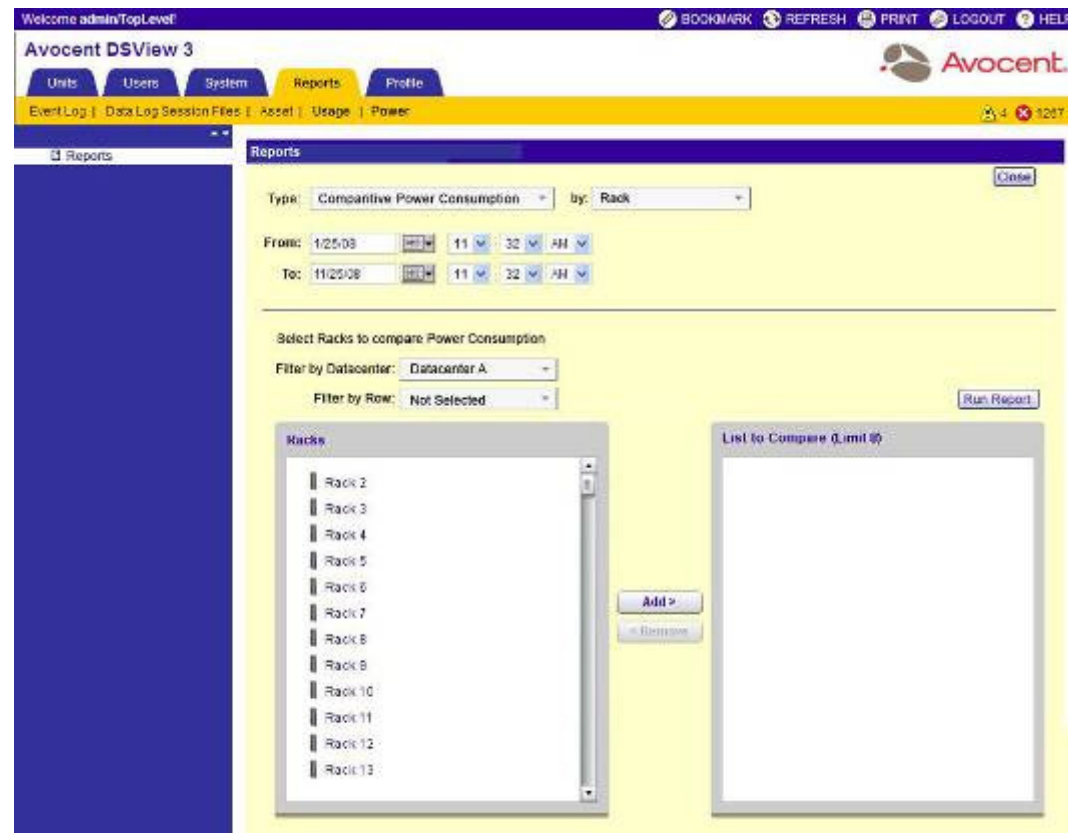 Welcome admin/TopLevel!
BOOKMARK REFRESH PRINT LOGOUT HELP
Avocent DSView 3
Avocent.
Units Users System Reports Profile
Event Log | Data Log Session Files | Asset | Usage | Power
4 1267
Reports
Reports
Close
Type: Comparitive Power Consumption by: Rack
From: 1/25/08 11 : 32 AM
To: 11/25/08 11 : 32 AM
Select Racks to compare Power Consumption
Filter by Datacenter: Datacenter A
Filter by Row: Not Selected
Run Report
Racks
List to Compare (Limit 8)
Rack 2
Rack 3
Rack 4
Rack 5
Rack 6
Rack 7
Rack 8
Rack 9
Rack 10
Rack 11
Rack 12
Rack 13
Add >
< Remove